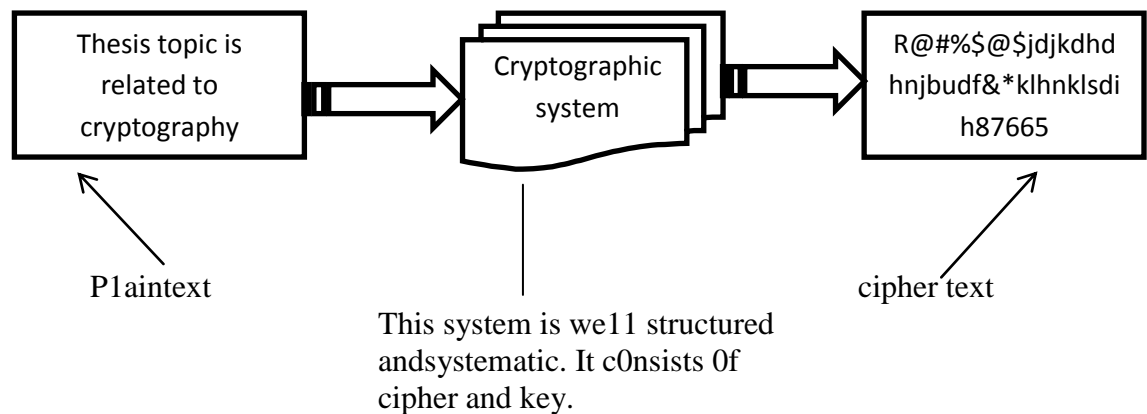 Thesis topic is
related to
cryptography
Cryptographic
system
R@#%$@$jdjkdhd
hnjbudf&*klhnklsdi
h87665
P1aintext
cipher text
This system is we11 structured
andsystematic. It c0nsists 0f
cipher and key.